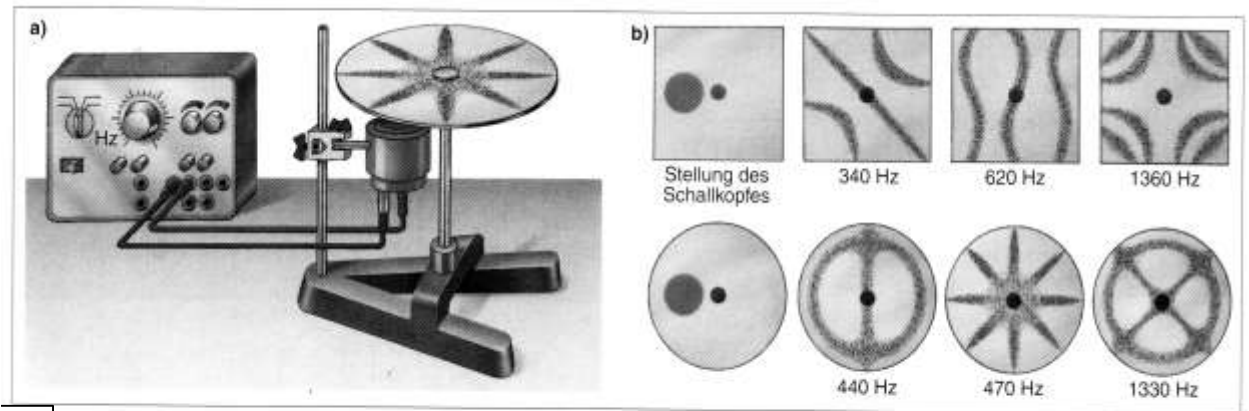 a)
Hz
b)
Stellung des
Schallkopfes
340 Hz
620 Hz
1360 Hz
440 Hz
470 Hz
1330 Hz